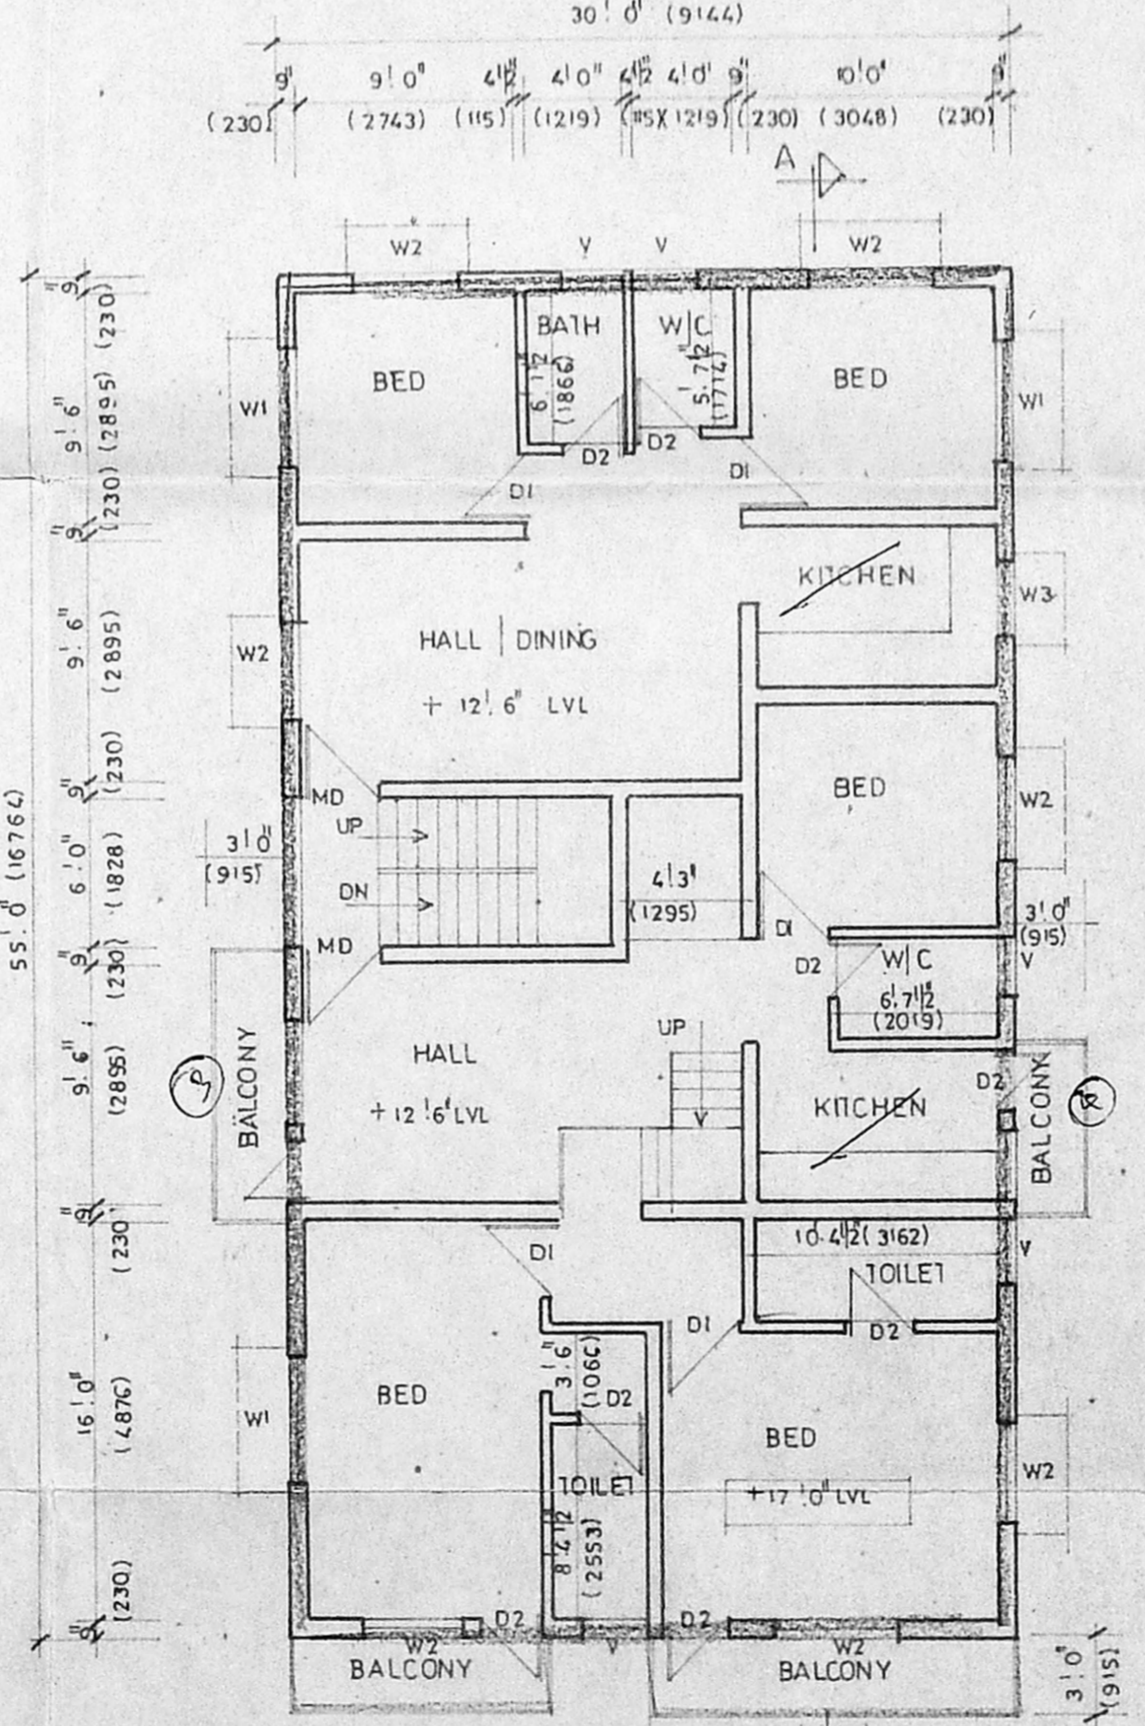 30'.0" (9144)
9" 9'.0" 4½" 4'.0" 4½ 4'.0" 9" 10'.0" 9"
(230) (2743) (115) (1219) (115X1219) (230) (3048) (230)
A
W2 V V W2
9"
(230)
BATH W/C
6'.1½"
(1866)
5'.7½"
(1714)
BED BED
W1 W1
9'.6"
(2895)
D2 D2
D1 D1
9"
(230)
KITCHEN
W3
HALL | DINING
9'.6"
(2895)
W2
+ 12'.6" LVL
9"
(230)
BED
MD
W2
UP
3'.0"
(915)
6'.0"
(1828)
55'.0" (16764)
DN
4'.3"
(1295)
3'.0"
(915)
D1
MD
9"
(230)
D2 W/C V
6'.7½"
(2019)
UP
HALL
9'.6"
(2895)
BALCONY
D2
KITCHEN
BALCONY
+ 12'.6" LVL
9"
(230)
10'.4½"(3162)
V
D1
TOILET
D1 D2
3'.6"
(1066)
16'.0"
(4876)
BED
D2
W1
BED
W2
TOILET
+17'.0" LVL
8'.4½
(2553)
(230)
9"
D2 D2
W2 V W2
BALCONY BALCONY
3'.0"
(915)